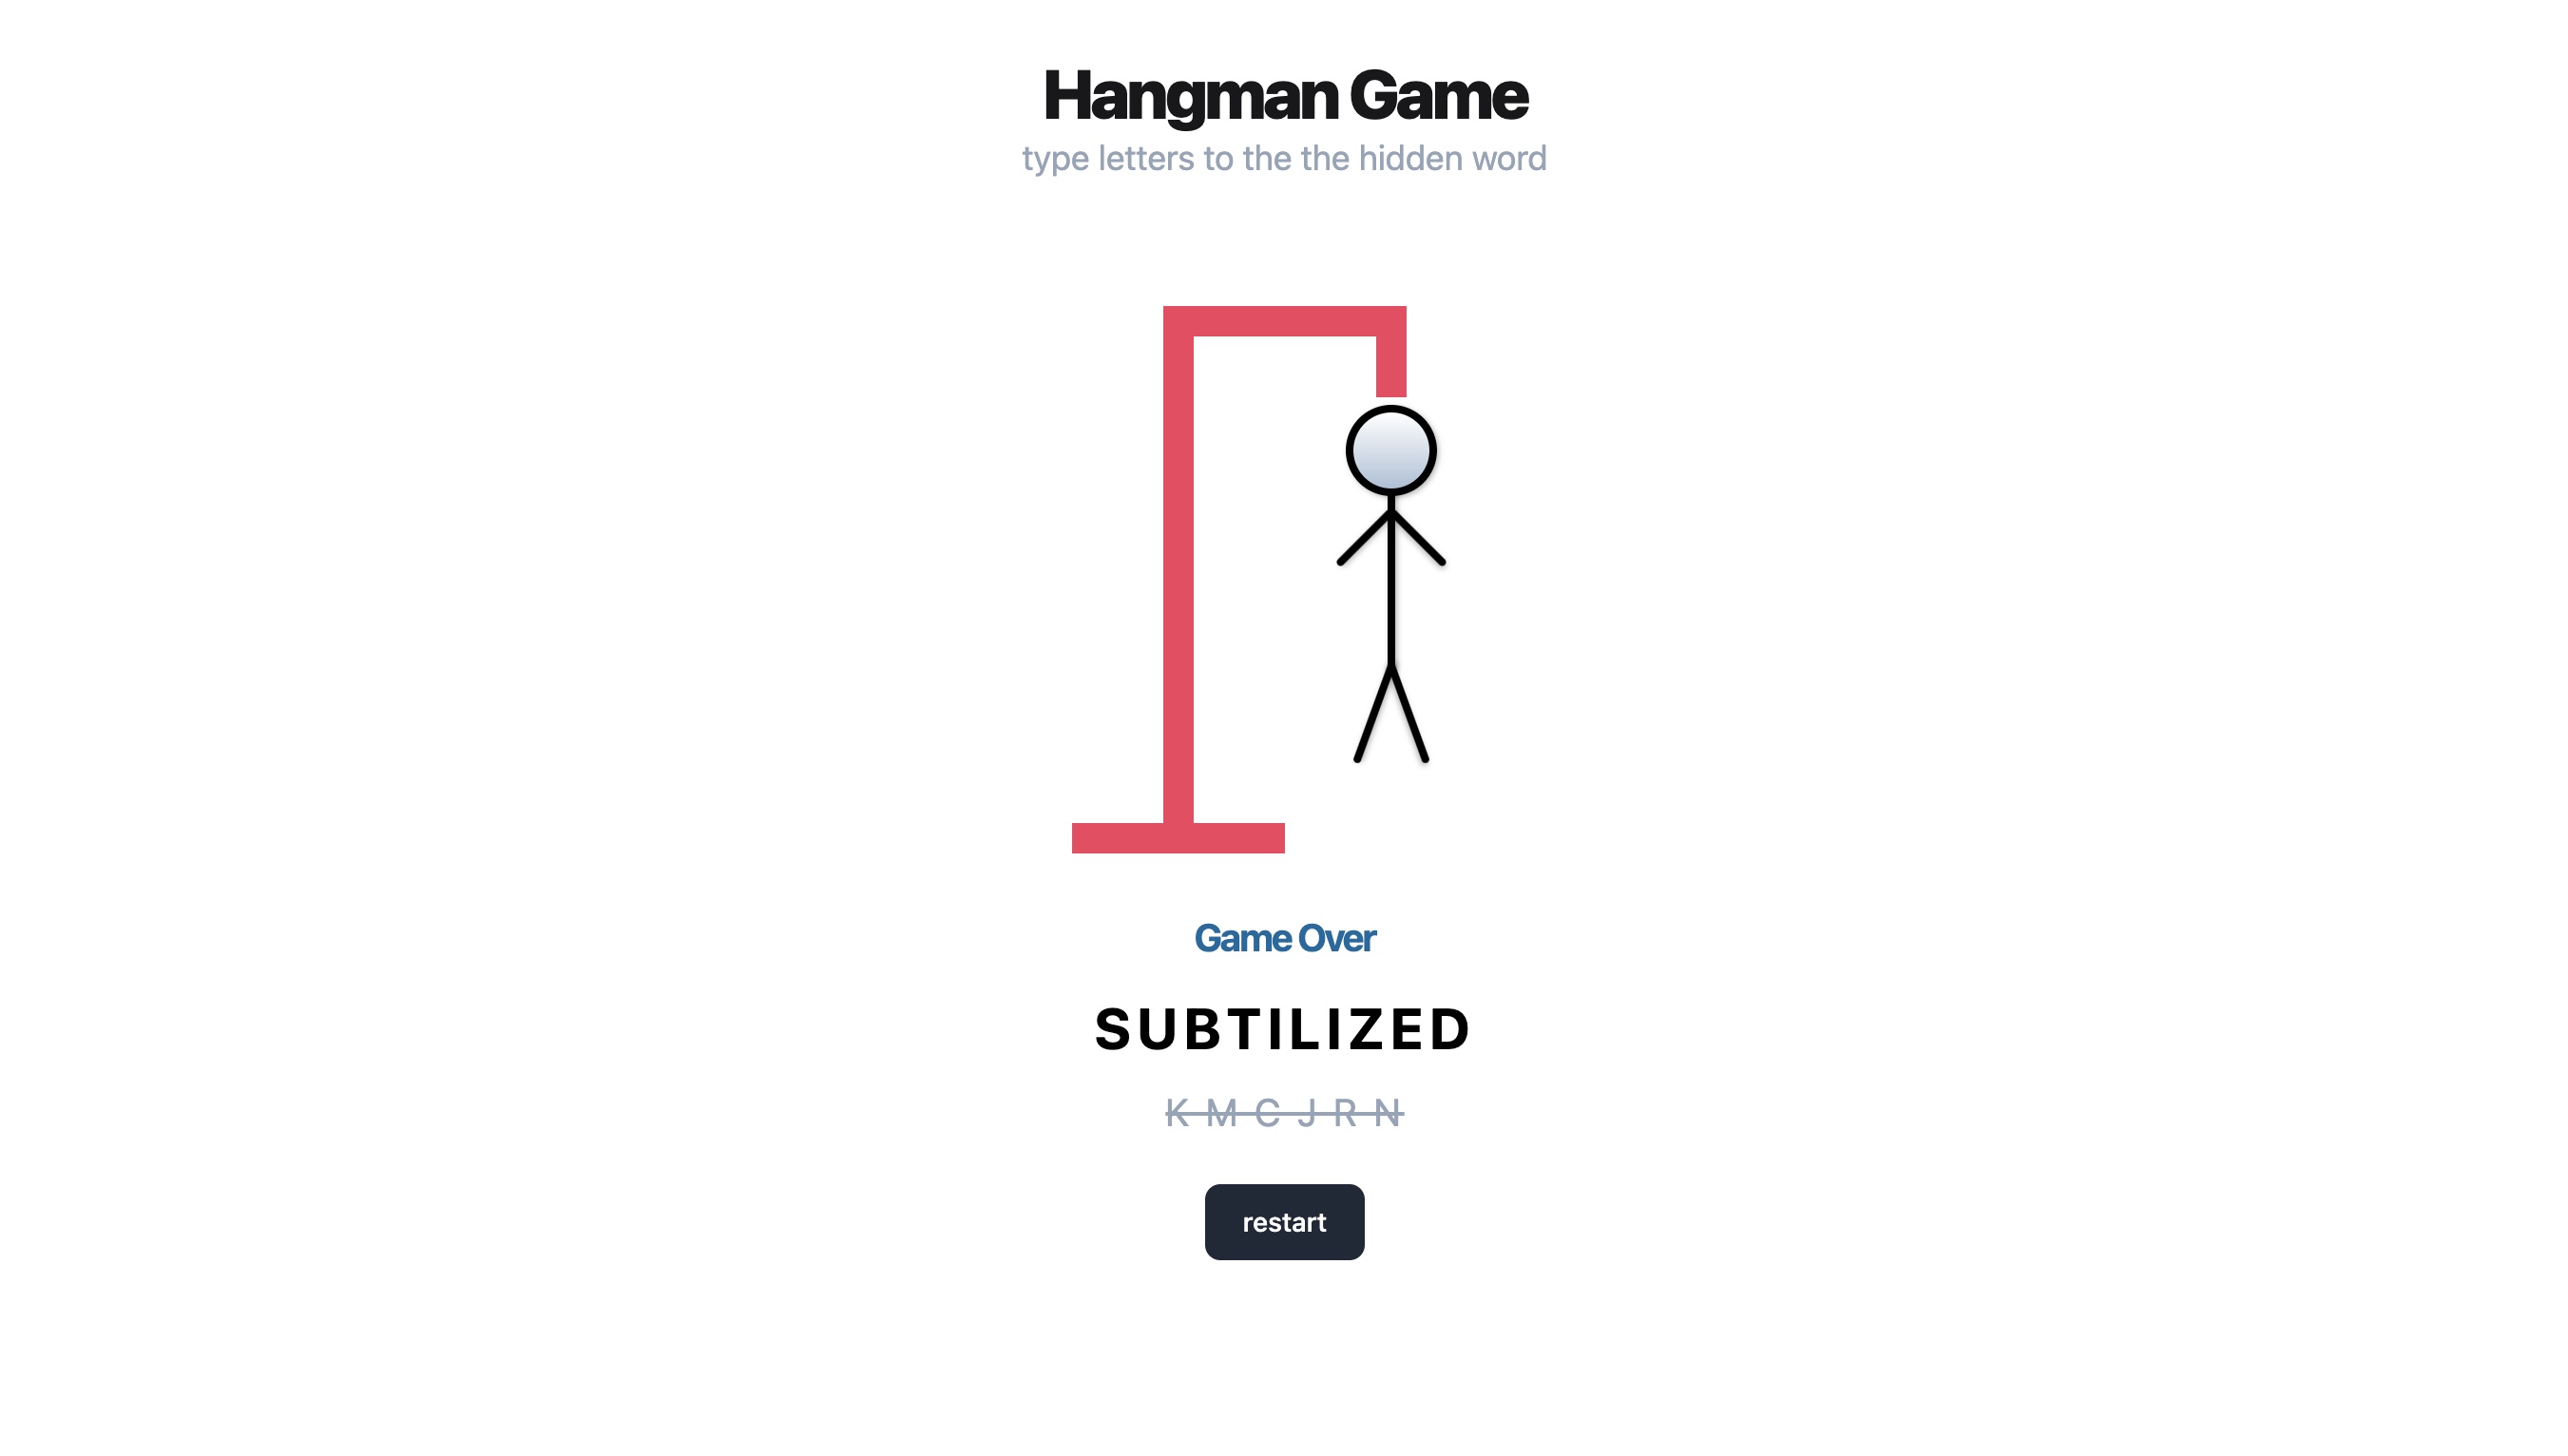 Hangman Game
type letters to the the hidden word
Game Over
SUBTILIZED
K M C J R N
restart